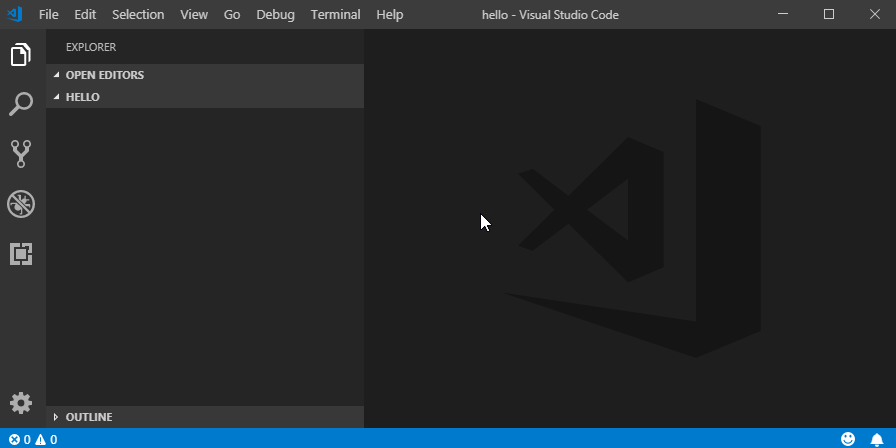 File Edit Selection View Go Debug Terminal Help hello - Visual Studio Code
EXPLORER
OPEN EDITORS
HELLO
OUTLINE
0 0